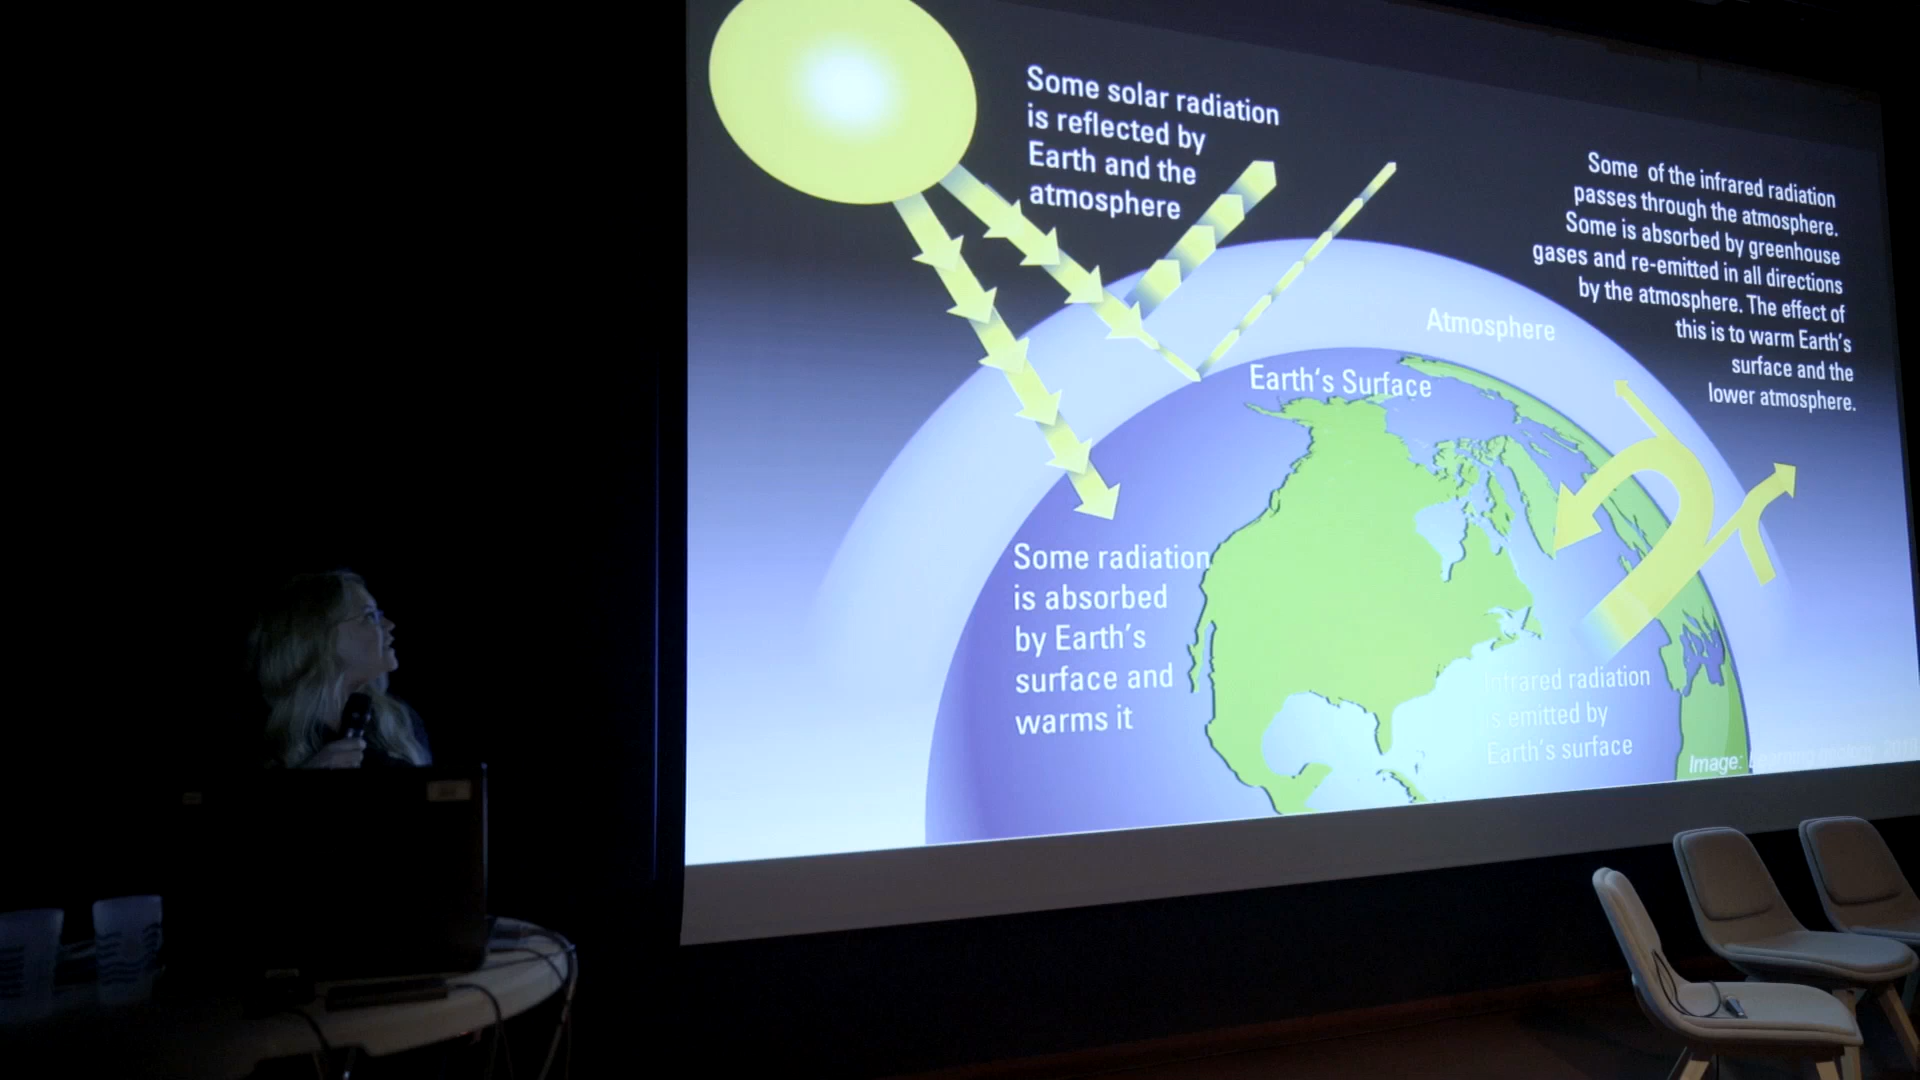 Some solar radiation
is reflected by
Earth and the
atmosphere
Some of the infrared radiation
passes through the atmosphere.
Some is absorbed by greenhouse
gases and re-emitted in all directions
by the atmosphere. The effect of
this is to warm Earth's
surface and the
lower atmosphere.
Atmosphere
Earth's Surface
Some radiation
is absorbed
by Earth's
surface and
warms it
Infrared radiation
is emitted by
Earth's surface
Image: Learning geology,